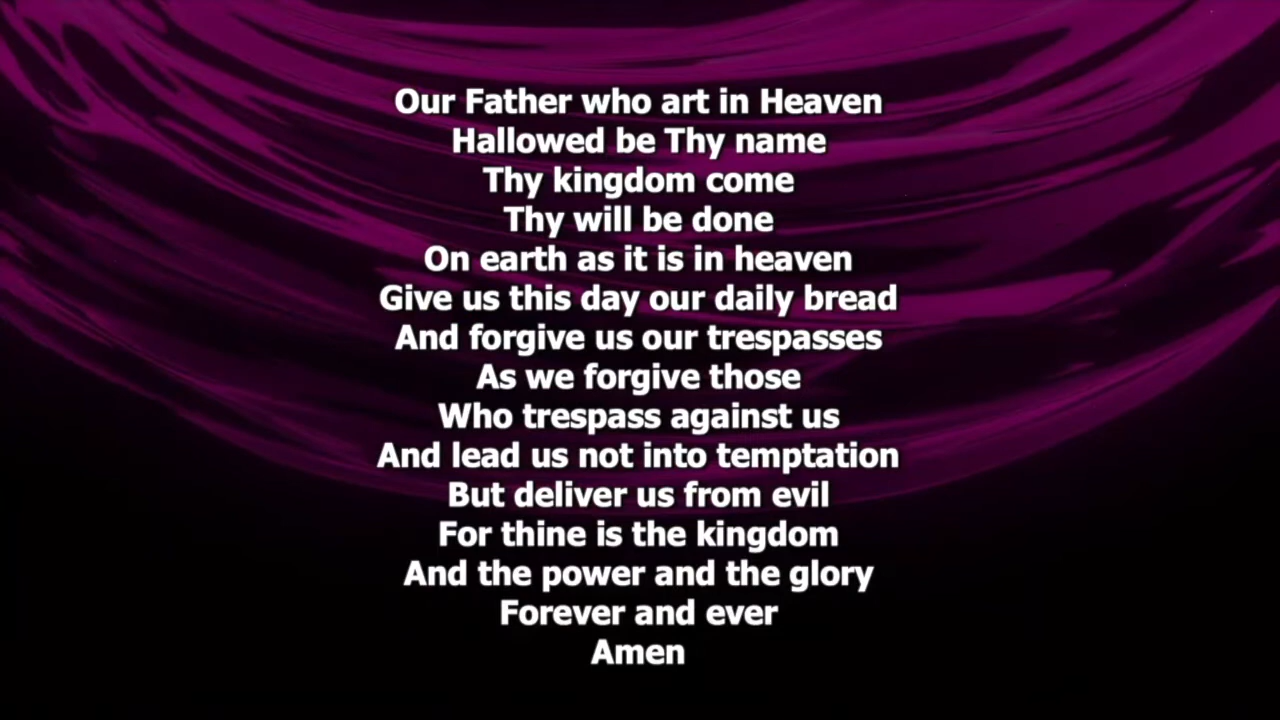 Our Father who art in Heaven
Hallowed be Thy name
Thy kingdom come
Thy will be done
On earth as it is in heaven
Give us this day our daily bread
And forgive us our trespasses
As we forgive those
Who trespass against us
And lead us not into temptation
But deliver us from evil
For thine is the kingdom
And the power and the glory
Forever and ever
Amen